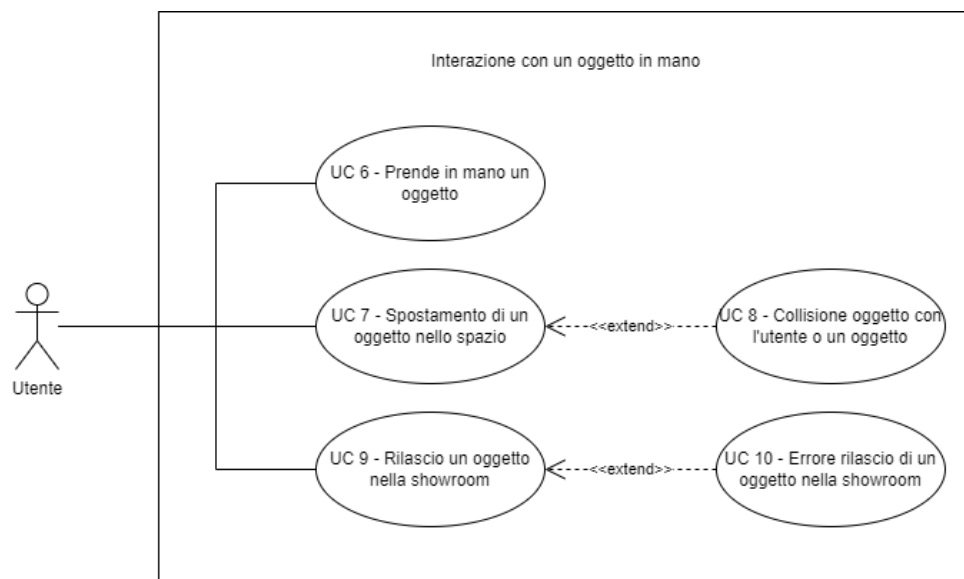 Interazione con un oggetto in mano
UC 6 - Prende in mano un
oggetto
UC 7 - Spostamento di un
oggetto nello spazio
<<extend>>
UC 8 - Collisione oggetto con
l'utente o un oggetto
Utente
UC 9 - Rilascio un oggetto
nella showroom
<<extend>>
UC 10 - Errore rilascio di un
oggetto nella showroom